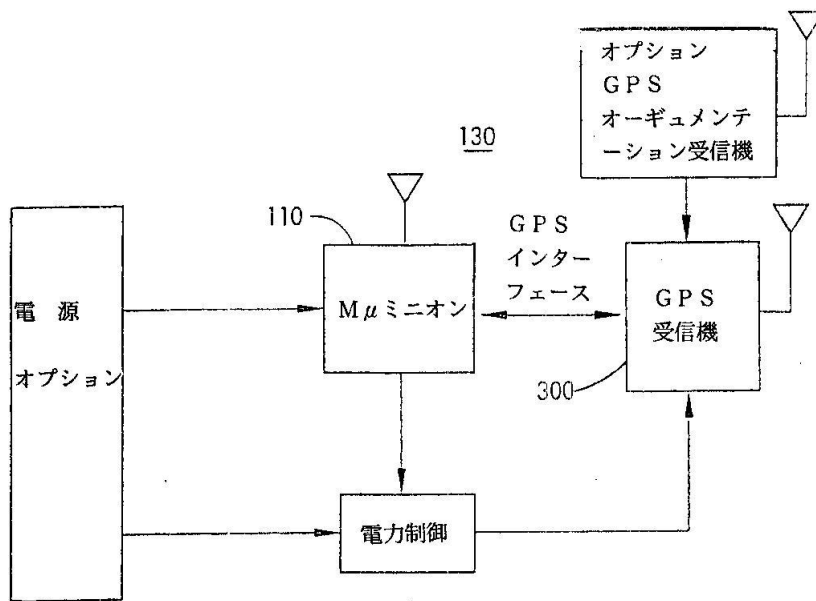 オプション
GPS
オーギュメンテ
ーション受信機
130
110
GPS
インター
フェース
Mμミニオン
GPS
受信機
300
電 源
オプション
電力制御